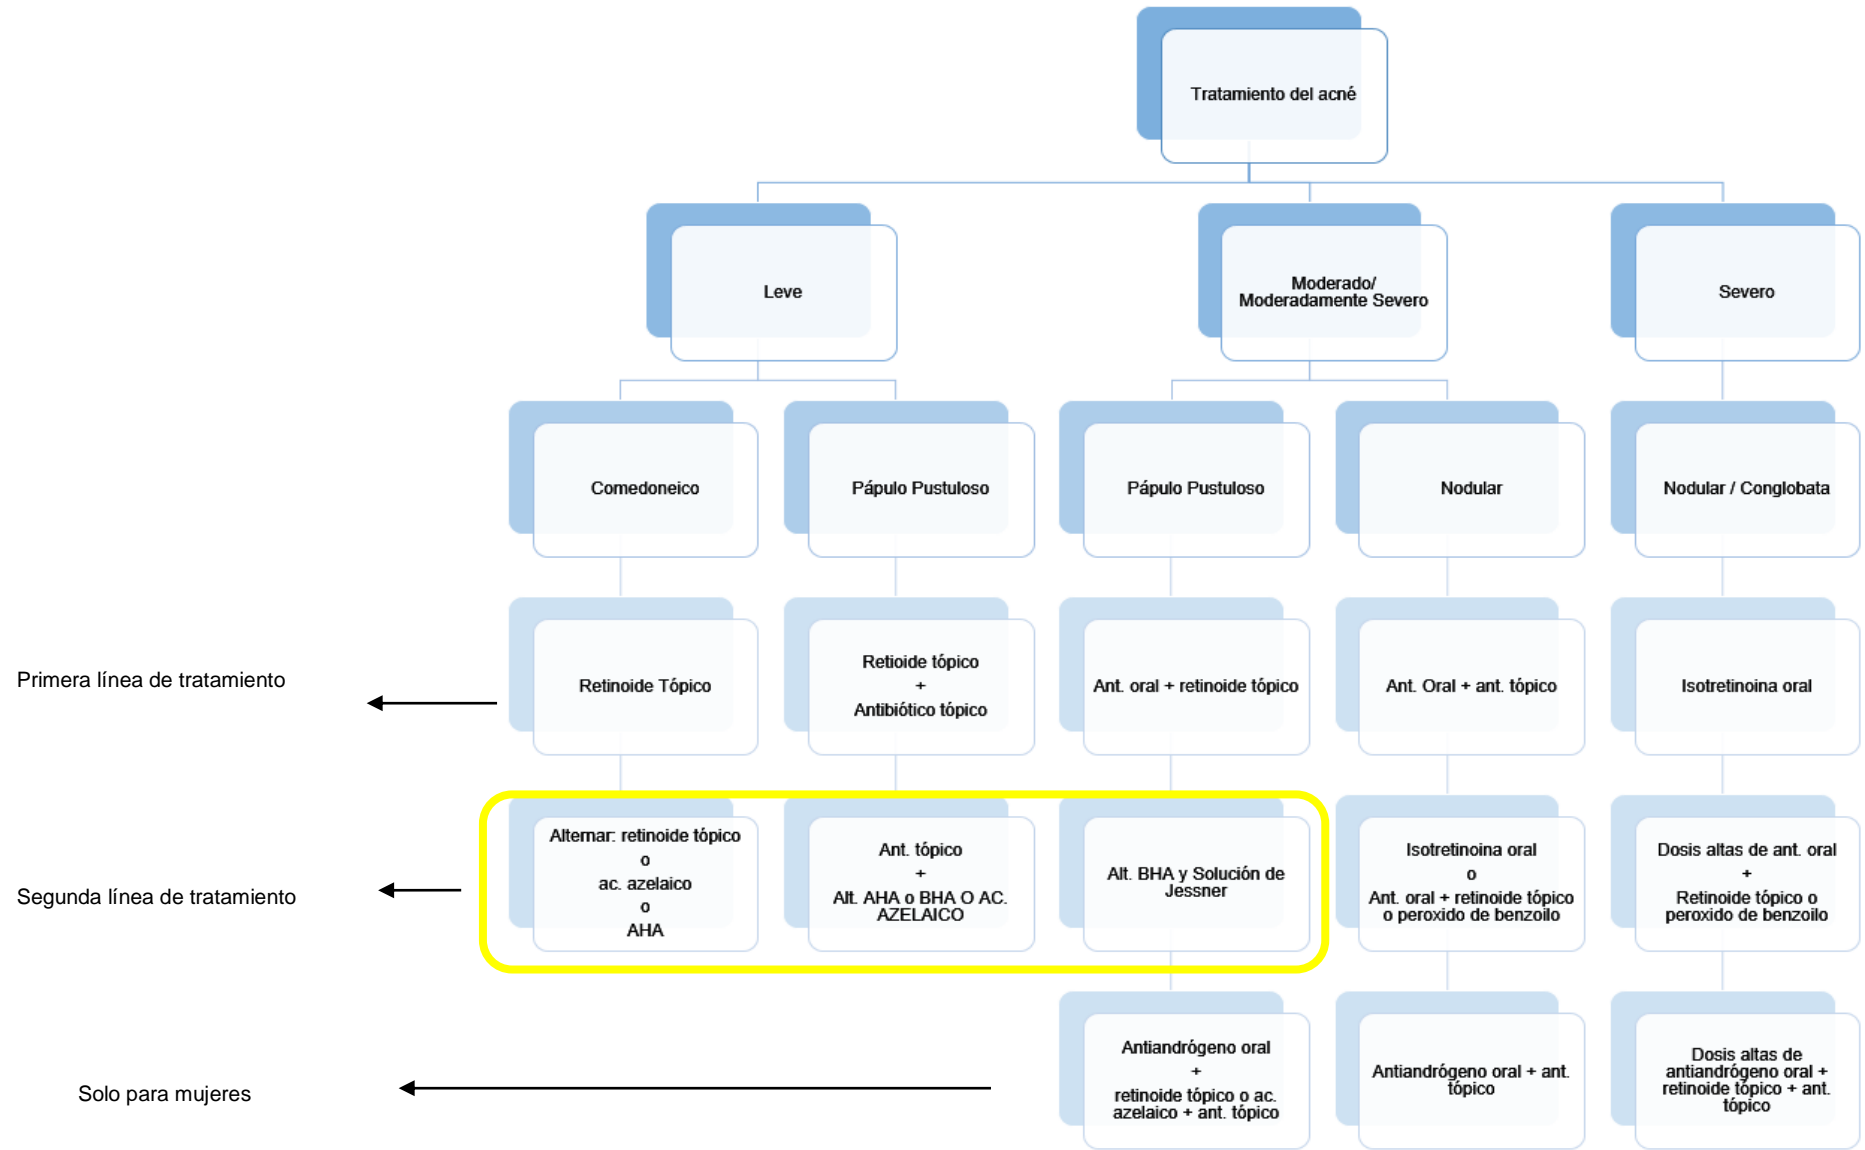 Tratamiento del acné
Leve
Moderado/
Moderadamente Severo
Severo
Comedoneico
Pápulo Pustuloso
Pápulo Pustuloso
Nodular
Nodular / Conglobata
Primera línea de tratamiento
Retinoide Tópico
Retioide tópico
+
Antibiótico tópico
Ant. oral + retinoide tópico
Ant. Oral + ant. tópico
Isotretinoina oral
Segunda línea de tratamiento
Alternar: retinoide tópico
o
ac. azelaico
o
AHA
Ant. tópico
+
Alt. AHA o BHA O AC.
AZELAICO
Alt. BHA y Solución de
Jessner
Isotretinoina oral
o
Ant. oral + retinoide tópico
o peroxido de benzoilo
Dosis altas de ant. oral
+
Retinoide tópico o
peroxido de benzoilo
Solo para mujeres
Antiandrógeno oral
+
retinoide tópico o ac.
azelaico + ant. tópico
Antiandrógeno oral + ant.
tópico
Dosis altas de
antiandrógeno oral +
retinoide tópico + ant.
tópico